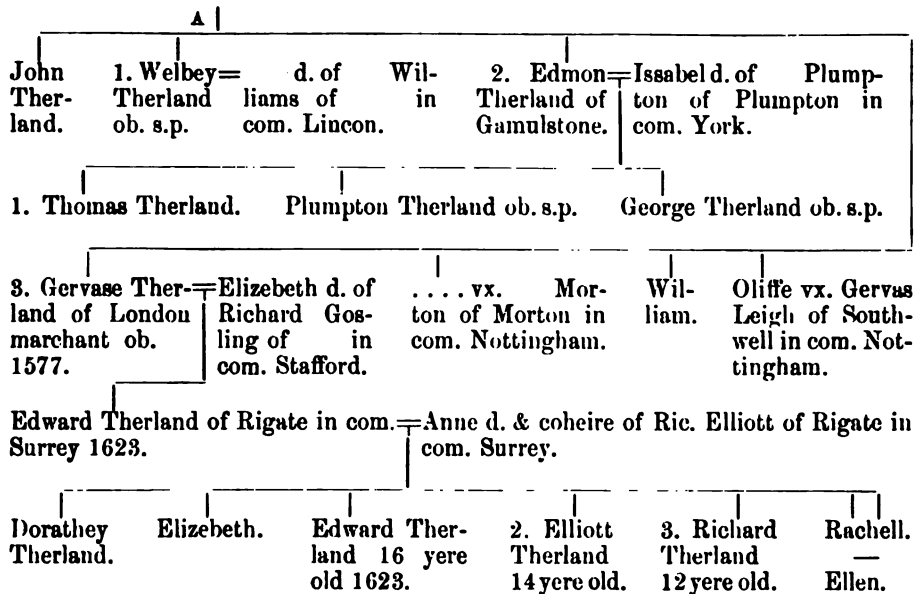 A
John
Ther-
land.
1. Welbey= d. of Wil-
Therland liams of in
ob. s.p. com. Lincon.
2. Edmon=Issabel d. of Plump-
Therland of ton of Plumpton in
Gamulstone. com. York.
1. Thomas Therland. Plumpton Therland ob. s.p. George Therland ob. s.p.
3. Gervase Ther-=Elizebeth d. of
land of London Richard Gos-
marchant ob. ling of in
1577. com. Stafford.
.... vx. Mor-
ton of Morton in
com. Nottingham.
Wil-
liam.
Oliffe vx. Gervas
Leigh of South-
well in com. Not-
tingham.
Edward Therland of Rigate in com.=Anne d. & coheire of Ric. Elliott of Rigate in
Surrey 1623. com. Surrey.
Dorathey
Therland.
Elizebeth.
Edward Ther-
land 16 yere
old 1623.
2. Elliott
Therland
14 yere old.
3. Richard
Therland
12 yere old.
Rachell.
—
Ellen.